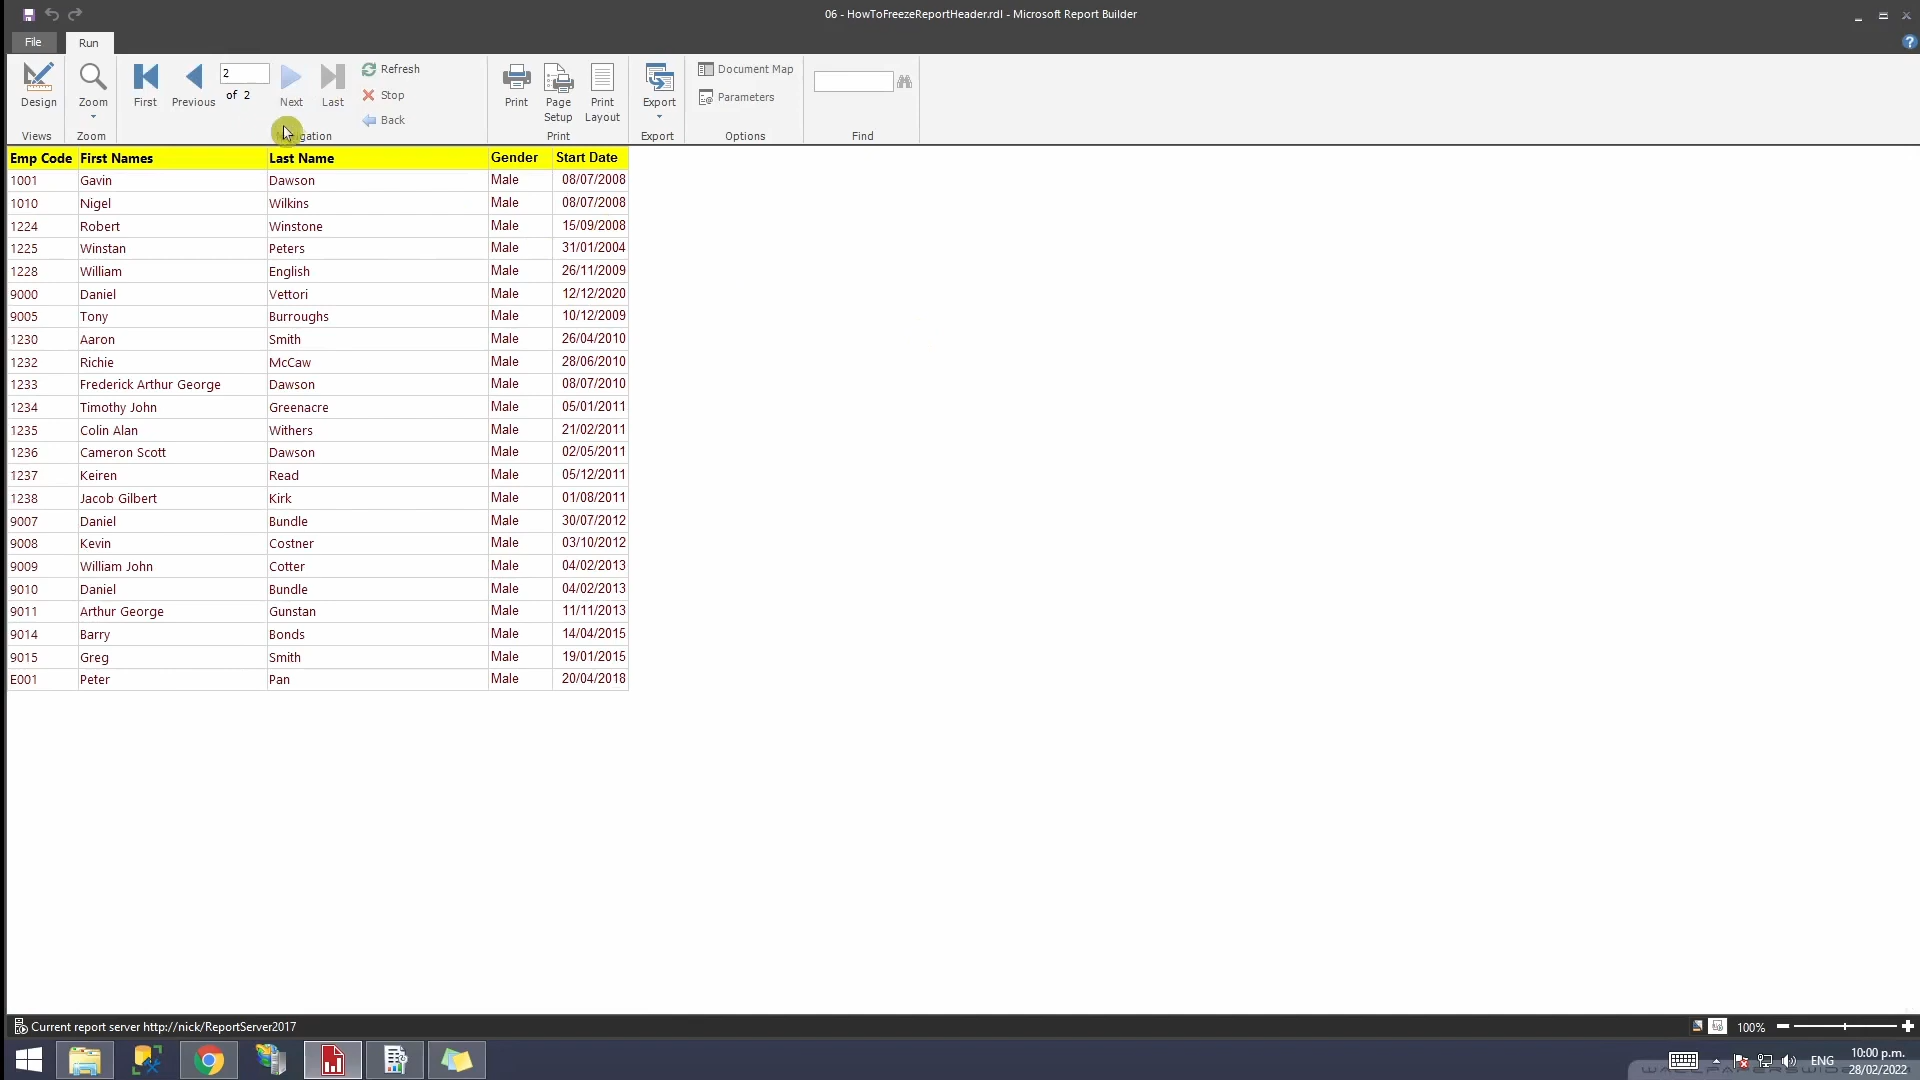 06 - HowToFreezeReportHeader.rdl - Microsoft Report Builder
File Run
Design Zoom First Previous 2 of 2 Next Last Refresh Stop Back Print Page Setup Print Layout Export Document Map Parameters
Views Zoom Print Export Options Find
Emp Code First Names Last Name Gender Start Date
1001 Gavin Dawson Male 08/07/2008
1010 Nigel Wilkins Male 08/07/2008
1224 Robert Winstone Male 15/09/2008
1225 Winstan Peters Male 31/01/2004
1228 William English Male 26/11/2009
9000 Daniel Vettori Male 12/12/2020
9005 Tony Burroughs Male 10/12/2009
1230 Aaron Smith Male 26/04/2010
1232 Richie McCaw Male 28/06/2010
1233 Frederick Arthur George Dawson Male 08/07/2010
1234 Timothy John Greenacre Male 05/01/2011
1235 Colin Alan Withers Male 21/02/2011
1236 Cameron Scott Dawson Male 02/05/2011
1237 Keiren Read Male 05/12/2011
1238 Jacob Gilbert Kirk Male 01/08/2011
9007 Daniel Bundle Male 30/07/2012
9008 Kevin Costner Male 03/10/2012
9009 William John Cotter Male 04/02/2013
9010 Daniel Bundle Male 04/02/2013
9011 Arthur George Gunstan Male 11/11/2013
9014 Barry Bonds Male 14/04/2015
9015 Greg Smith Male 19/01/2015
E001 Peter Pan Male 20/04/2018
Current report server http://nick/ReportServer2017
100%
ENG 10:00 p.m.
28/02/2022